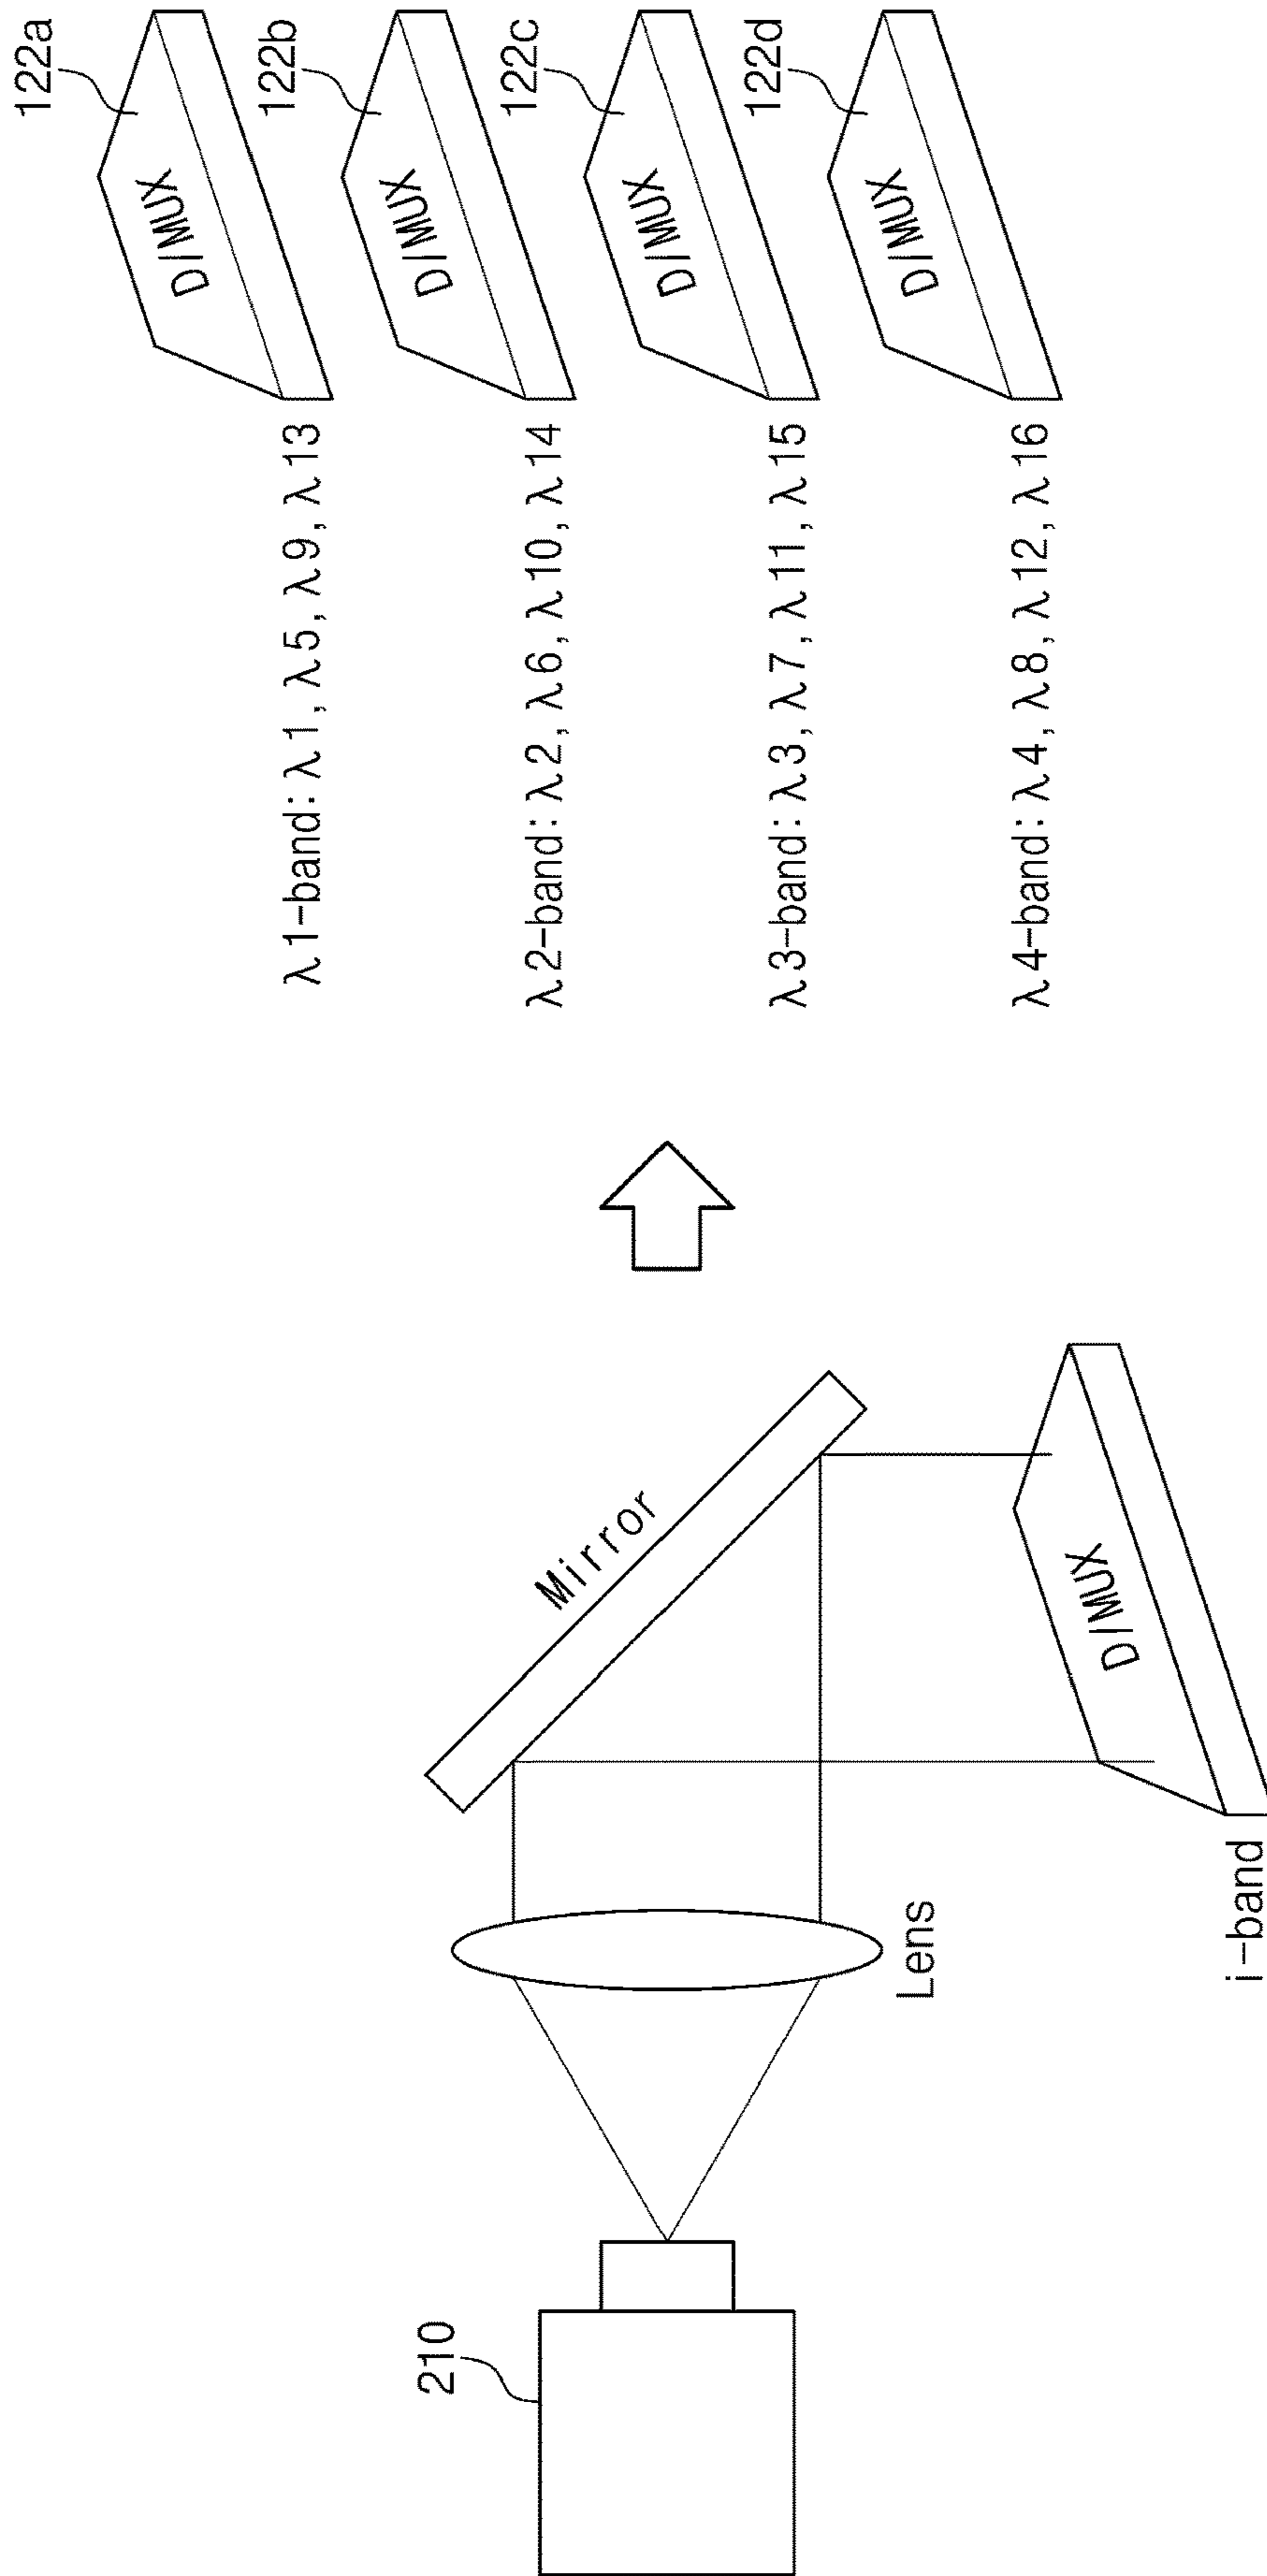 122a
D/MUX
λ1-band: λ1, λ5, λ9, λ13
122b
D/MUX
λ2-band: λ2, λ6, λ10, λ14
122c
D/MUX
λ3-band: λ3, λ7, λ11, λ15
122d
D/MUX
λ4-band: λ4, λ8, λ12, λ16
Mirror
D/MUX
i-band
Lens
210